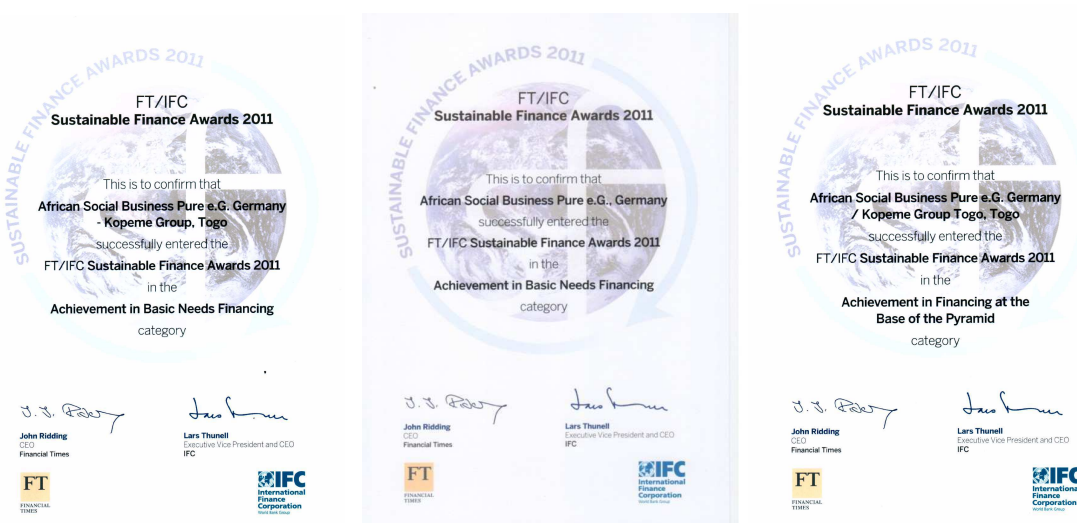 SUSTAINABLE FINANCE AWARDS 2011
FT/IFC
Sustainable Finance Awards 2011
This is to confirm that
African Social Business Pure e.G. Germany
- Kopeme Group, Togo
successfully entered the
FT/IFC Sustainable Finance Awards 2011
in the
Achievement in Basic Needs Financing
category
John Ridding
CEO
Financial Times
Lars Thunell
Executive Vice President and CEO
IFC
FT
FINANCIAL
TIMES
IFC
International
Finance
Corporation
World Bank Group
SUSTAINABLE FINANCE AWARDS 2011
FT/IFC
Sustainable Finance Awards 2011
This is to confirm that
African Social Business Pure e.G., Germany
successfully entered the
FT/IFC Sustainable Finance Awards 2011
in the
Achievement in Basic Needs Financing
category
John Ridding
CEO
Financial Times
Lars Thunell
Executive Vice President and CEO
IFC
FT
FINANCIAL
TIMES
IFC
International
Finance
Corporation
World Bank Group
SUSTAINABLE FINANCE AWARDS 2011
FT/IFC
Sustainable Finance Awards 2011
This is to confirm that
African Social Business Pure e.G. Germany
/ Kopeme Group Togo, Togo
successfully entered the
FT/IFC Sustainable Finance Awards 2011
in the
Achievement in Financing at the
Base of the Pyramid
category
John Ridding
CEO
Financial Times
Lars Thunell
Executive Vice President and CEO
IFC
FT
FINANCIAL
TIMES
IFC
International
Finance
Corporation
World Bank Group